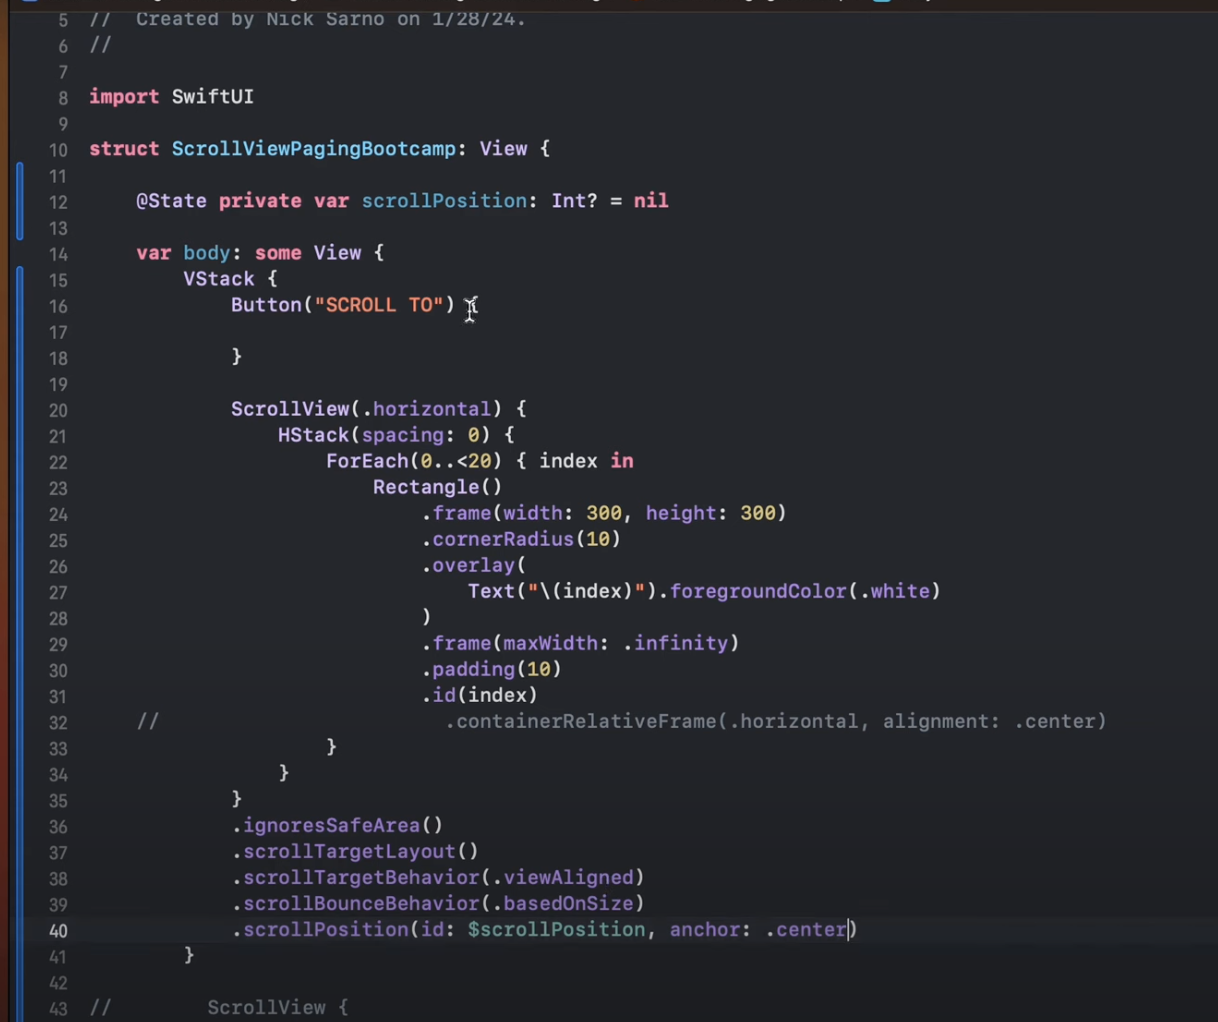 5 // Created by Nick Sarno on 1/28/24.
6 //
7
8 import SwiftUI
9
10 struct ScrollViewPagingBootcamp: View {
11
12 @State private var scrollPosition: Int? = nil
13
14 var body: some View {
15 VStack {
16 Button("SCROLL TO") {
17
18 }
19
20 ScrollView(.horizontal) {
21 HStack(spacing: 0) {
22 ForEach(0..<20) { index in
23 Rectangle()
24 .frame(width: 300, height: 300)
25 .cornerRadius(10)
26 .overlay(
27 Text("\(index)").foregroundColor(.white)
28 )
29 .frame(maxWidth: .infinity)
30 .padding(10)
31 .id(index)
32 // .containerRelativeFrame(.horizontal, alignment: .center)
33 }
34 }
35 }
36 .ignoresSafeArea()
37 .scrollTargetLayout()
38 .scrollTargetBehavior(.viewAligned)
39 .scrollBounceBehavior(.basedOnSize)
40 .scrollPosition(id: $scrollPosition, anchor: .center)
41 }
42
43 // ScrollView {